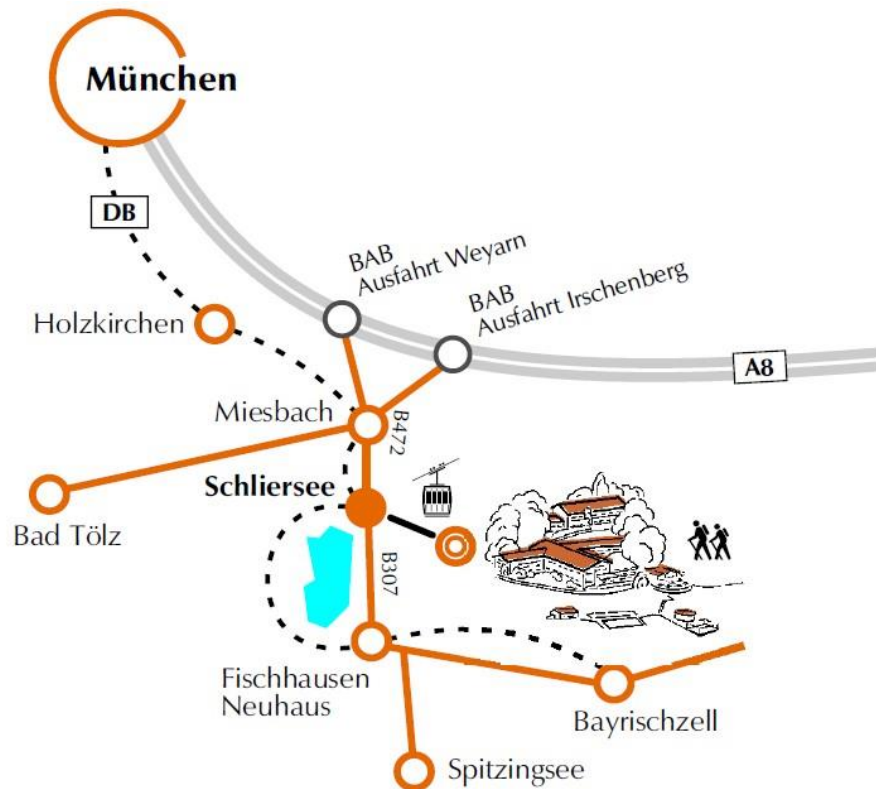 München
DB
BAB
Ausfahrt Weyarn
BAB
Ausfahrt Irschenberg
Holzkirchen
A8
Miesbach
B472
Schliersee
Bad Tölz
B307
Fischhausen
Neuhaus
Bayrischzell
Spitzingsee